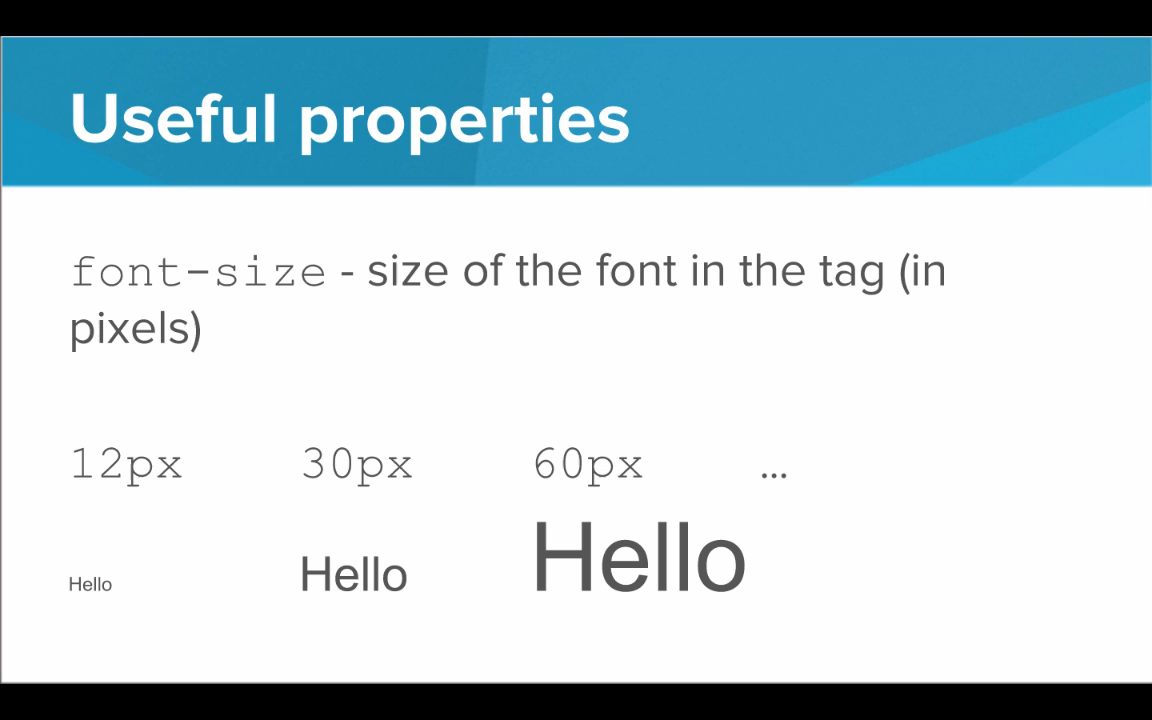 Useful properties
font-size - size of the font in the tag (in
pixels)
12px 30px 60px ...
Hello Hello Hello